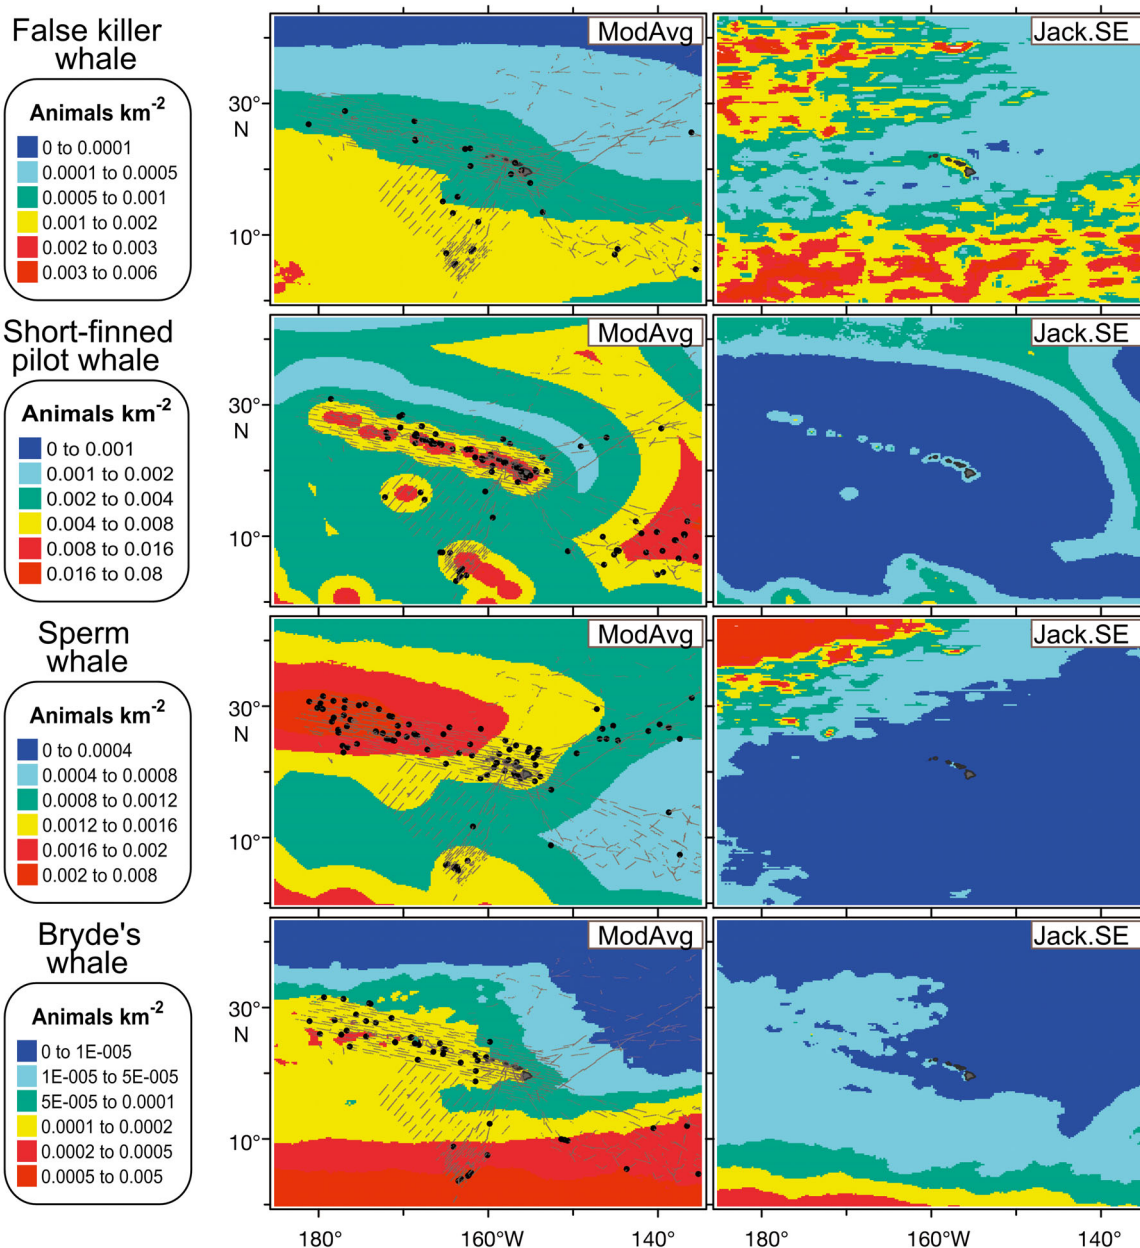 False killer
whale
Animals km-2
0 to 0.0001
0.0001 to 0.0005
0.0005 to 0.001
0.001 to 0.002
0.002 to 0.003
0.003 to 0.006
ModAvg
Jack.SE
30°
N
10°
Short-finned
pilot whale
Animals km-2
0 to 0.001
0.001 to 0.002
0.002 to 0.004
0.004 to 0.008
0.008 to 0.016
0.016 to 0.08
ModAvg
Jack.SE
30°
N
10°
Sperm
whale
Animals km-2
0 to 0.0004
0.0004 to 0.0008
0.0008 to 0.0012
0.0012 to 0.0016
0.0016 to 0.002
0.002 to 0.008
ModAvg
Jack.SE
30°
N
10°
Bryde's
whale
Animals km-2
0 to 1E-005
1E-005 to 5E-005
5E-005 to 0.0001
0.0001 to 0.0002
0.0002 to 0.0005
0.0005 to 0.005
ModAvg
Jack.SE
30°
N
10°
180° 160°W 140° 180° 160°W 140°